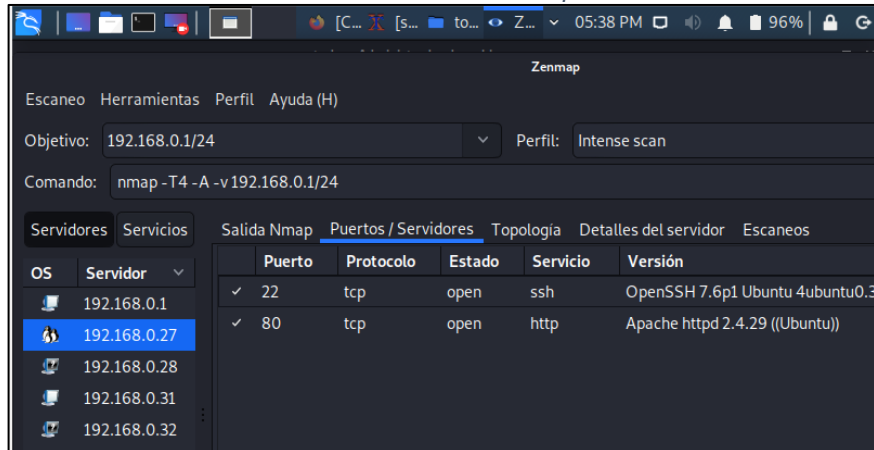 [C... [s... to... Z... 05:38 PM 96%
Zenmap
Escaneo Herramientas Perfil Ayuda (H)
Objetivo: 192.168.0.1/24 Perfil: Intense scan
Comando: nmap -T4 -A -v 192.168.0.1/24
Servidores Servicios Salida Nmap Puertos / Servidores Topología Detalles del servidor Escaneos
OS Servidor Puerto Protocolo Estado Servicio Versión
22 tcp open ssh OpenSSH 7.6p1 Ubuntu 4ubuntu0.3
192.168.0.1
80 tcp open http Apache httpd 2.4.29 ((Ubuntu))
192.168.0.27
192.168.0.28
192.168.0.31
192.168.0.32